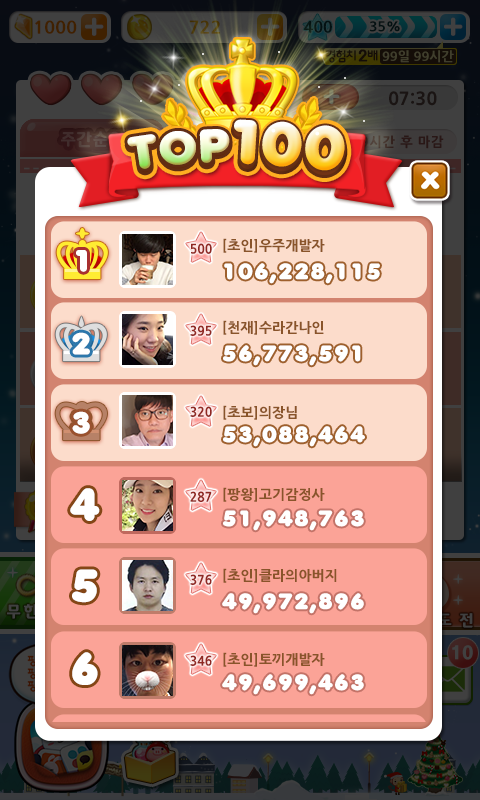 1000
722
400
35%
경험치 2배 99일 99시간
07:30
주간순
시간 후 마감
TOP100
1
500
[초인]우주개발자
106,228,115
2
395
[천재]수라간나인
56,773,591
3
320
[초보]의장님
53,088,464
4
287
[팡왕]고기감정사
51,948,763
5
376
[초인]클라의아버지
49,972,896
6
346
[초인]토끼개발자
49,699,463
무한
도 전
10